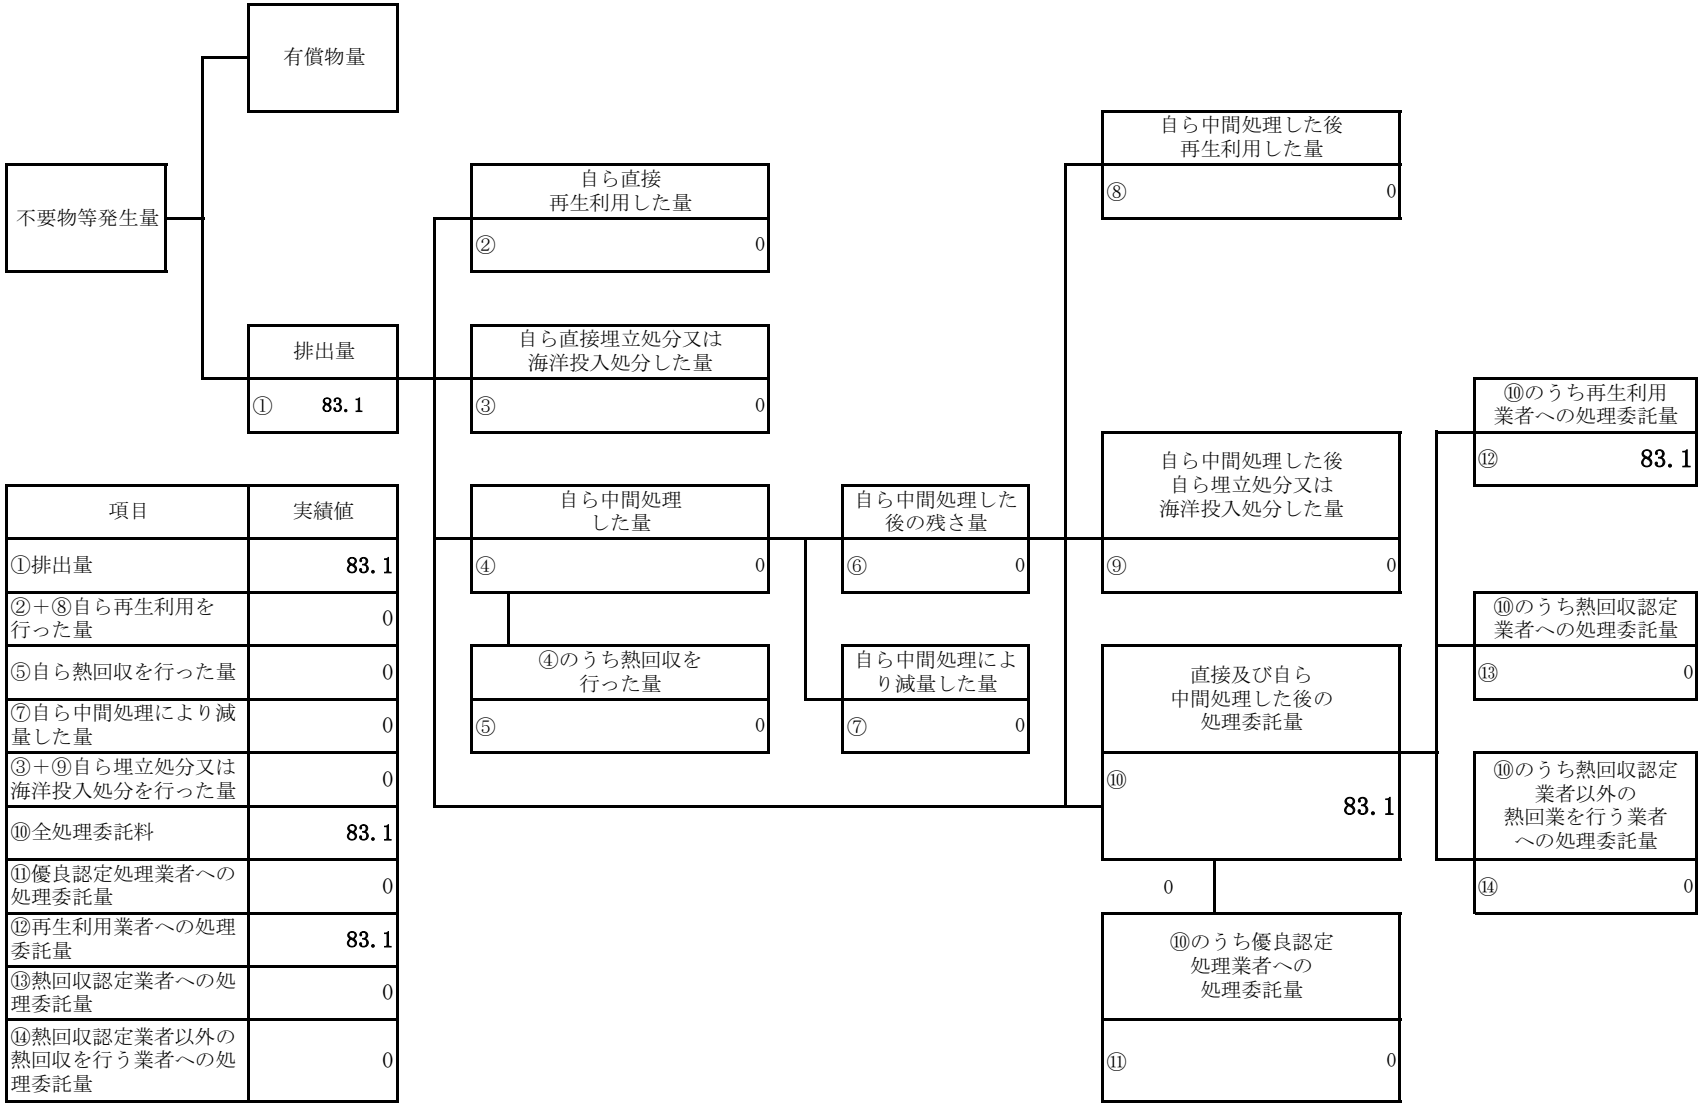 有償物量
不要物等発生量
排出量
① 83.1
自ら直接
再生利用した量
② 0
自ら直接埋立処分又は
海洋投入処分した量
③ 0
自ら中間処理
した量
④ 0
④のうち熱回収を
行った量
⑤ 0
自ら中間処理した
後の残さ量
⑥ 0
自ら中間処理によ
り減量した量
⑦ 0
自ら中間処理した後
再生利用した量
⑧ 0
自ら中間処理した後
自ら埋立処分又は
海洋投入処分した量
⑨ 0
直接及び自ら
中間処理した後の
処理委託量
⑩
83.1
0
⑩のうち優良認定
処理業者への
処理委託量
⑪ 0
⑩のうち再生利用
業者への処理委託量
⑫ 83.1
⑩のうち熱回収認定
業者への処理委託量
⑬ 0
⑩のうち熱回収認定
業者以外の
熱回業を行う業者
への処理委託量
⑭ 0
項目 実績値
①排出量 83.1
②＋⑧自ら再生利用を
行った量 0
⑤自ら熱回収を行った量 0
⑦自ら中間処理により減
量した量 0
③＋⑨自ら埋立処分又は
海洋投入処分を行った量 0
⑩全処理委託料 83.1
⑪優良認定処理業者への
処理委託量 0
⑫再生利用業者への処理
委託量 83.1
⑬熱回収認定業者への処
理委託量 0
⑭熱回収認定業者以外の
熱回収を行う業者への処 0
理委託量